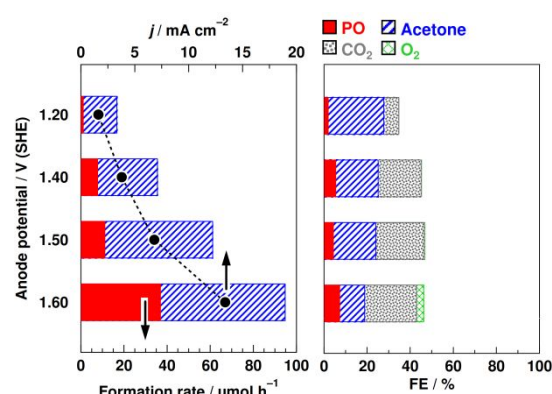 j / mA cm⁻²
0 5 10 15 20
PO Acetone
CO₂ O₂
Anode potential / V (SHE)
1.20
1.40
1.50
1.60
0 20 40 60 80 100
Formation rate / µmol h⁻¹
0 20 40 60 80 100
FE / %